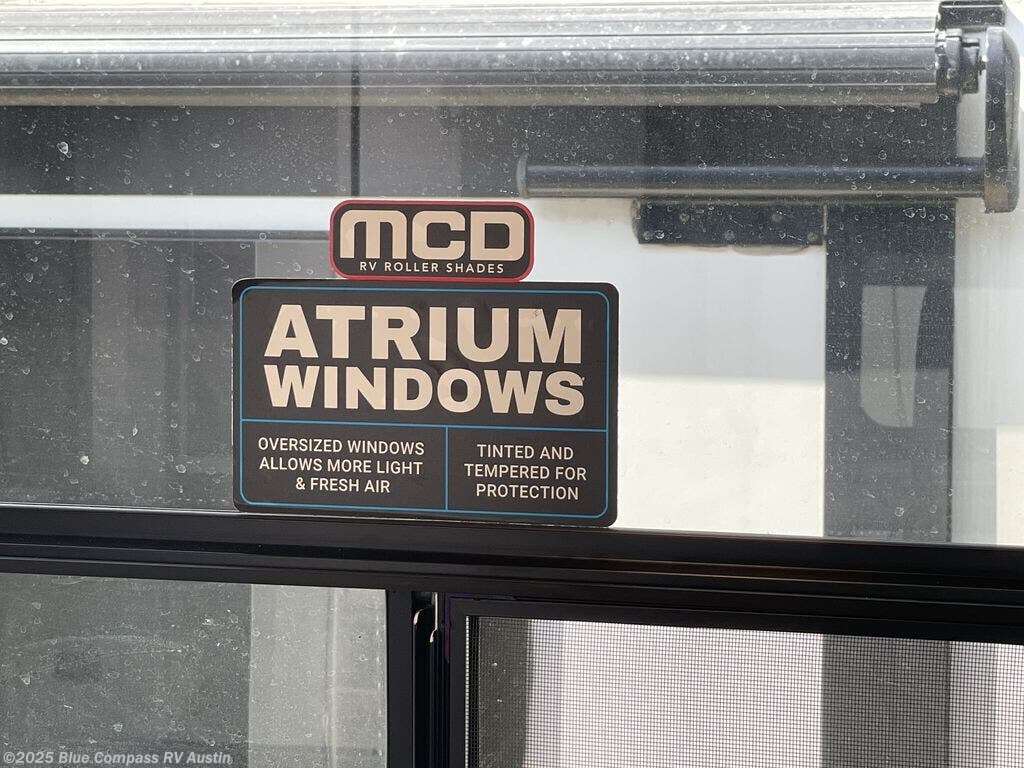 MCD
RV ROLLER SHADES
ATRIUM
WINDOWS
OVERSIZED WINDOWS
ALLOWS MORE LIGHT
& FRESH AIR
TINTED AND
TEMPERED FOR
PROTECTION
©2025 Blue Compass RV Austin